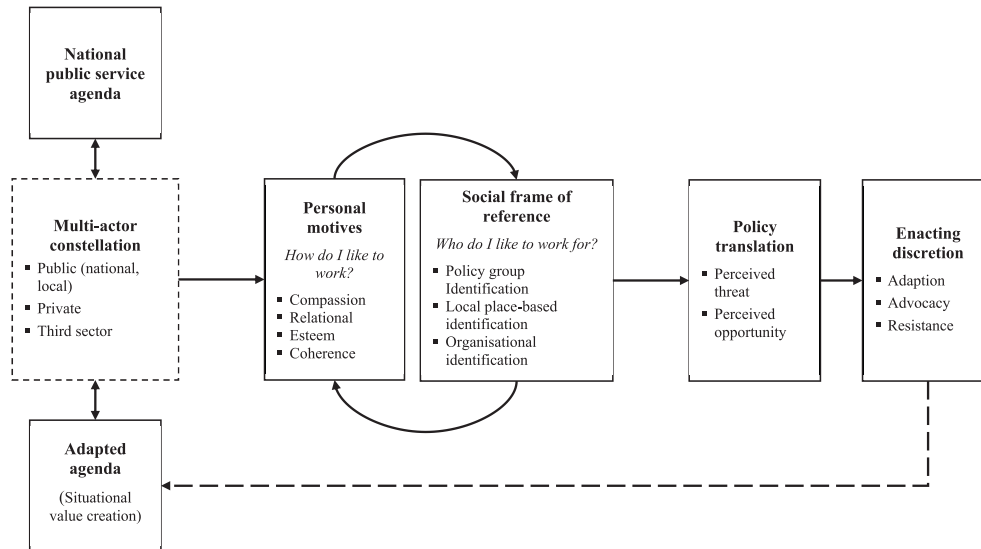 National
public service
agenda
Multi-actor
constellation
▪ Public (national,
local)
▪ Private
▪ Third sector
Adapted
agenda
(Situational
value creation)
Personal
motives
How do I like to
work?
▪ Compassion
▪ Relational
▪ Esteem
▪ Coherence
Social frame of
reference
Who do I like to work for?
▪ Policy group
Identification
▪ Local place-based
identification
▪ Organisational
identification
Policy
translation
▪ Perceived
threat
▪ Perceived
opportunity
Enacting
discretion
▪ Adaption
▪ Advocacy
▪ Resistance